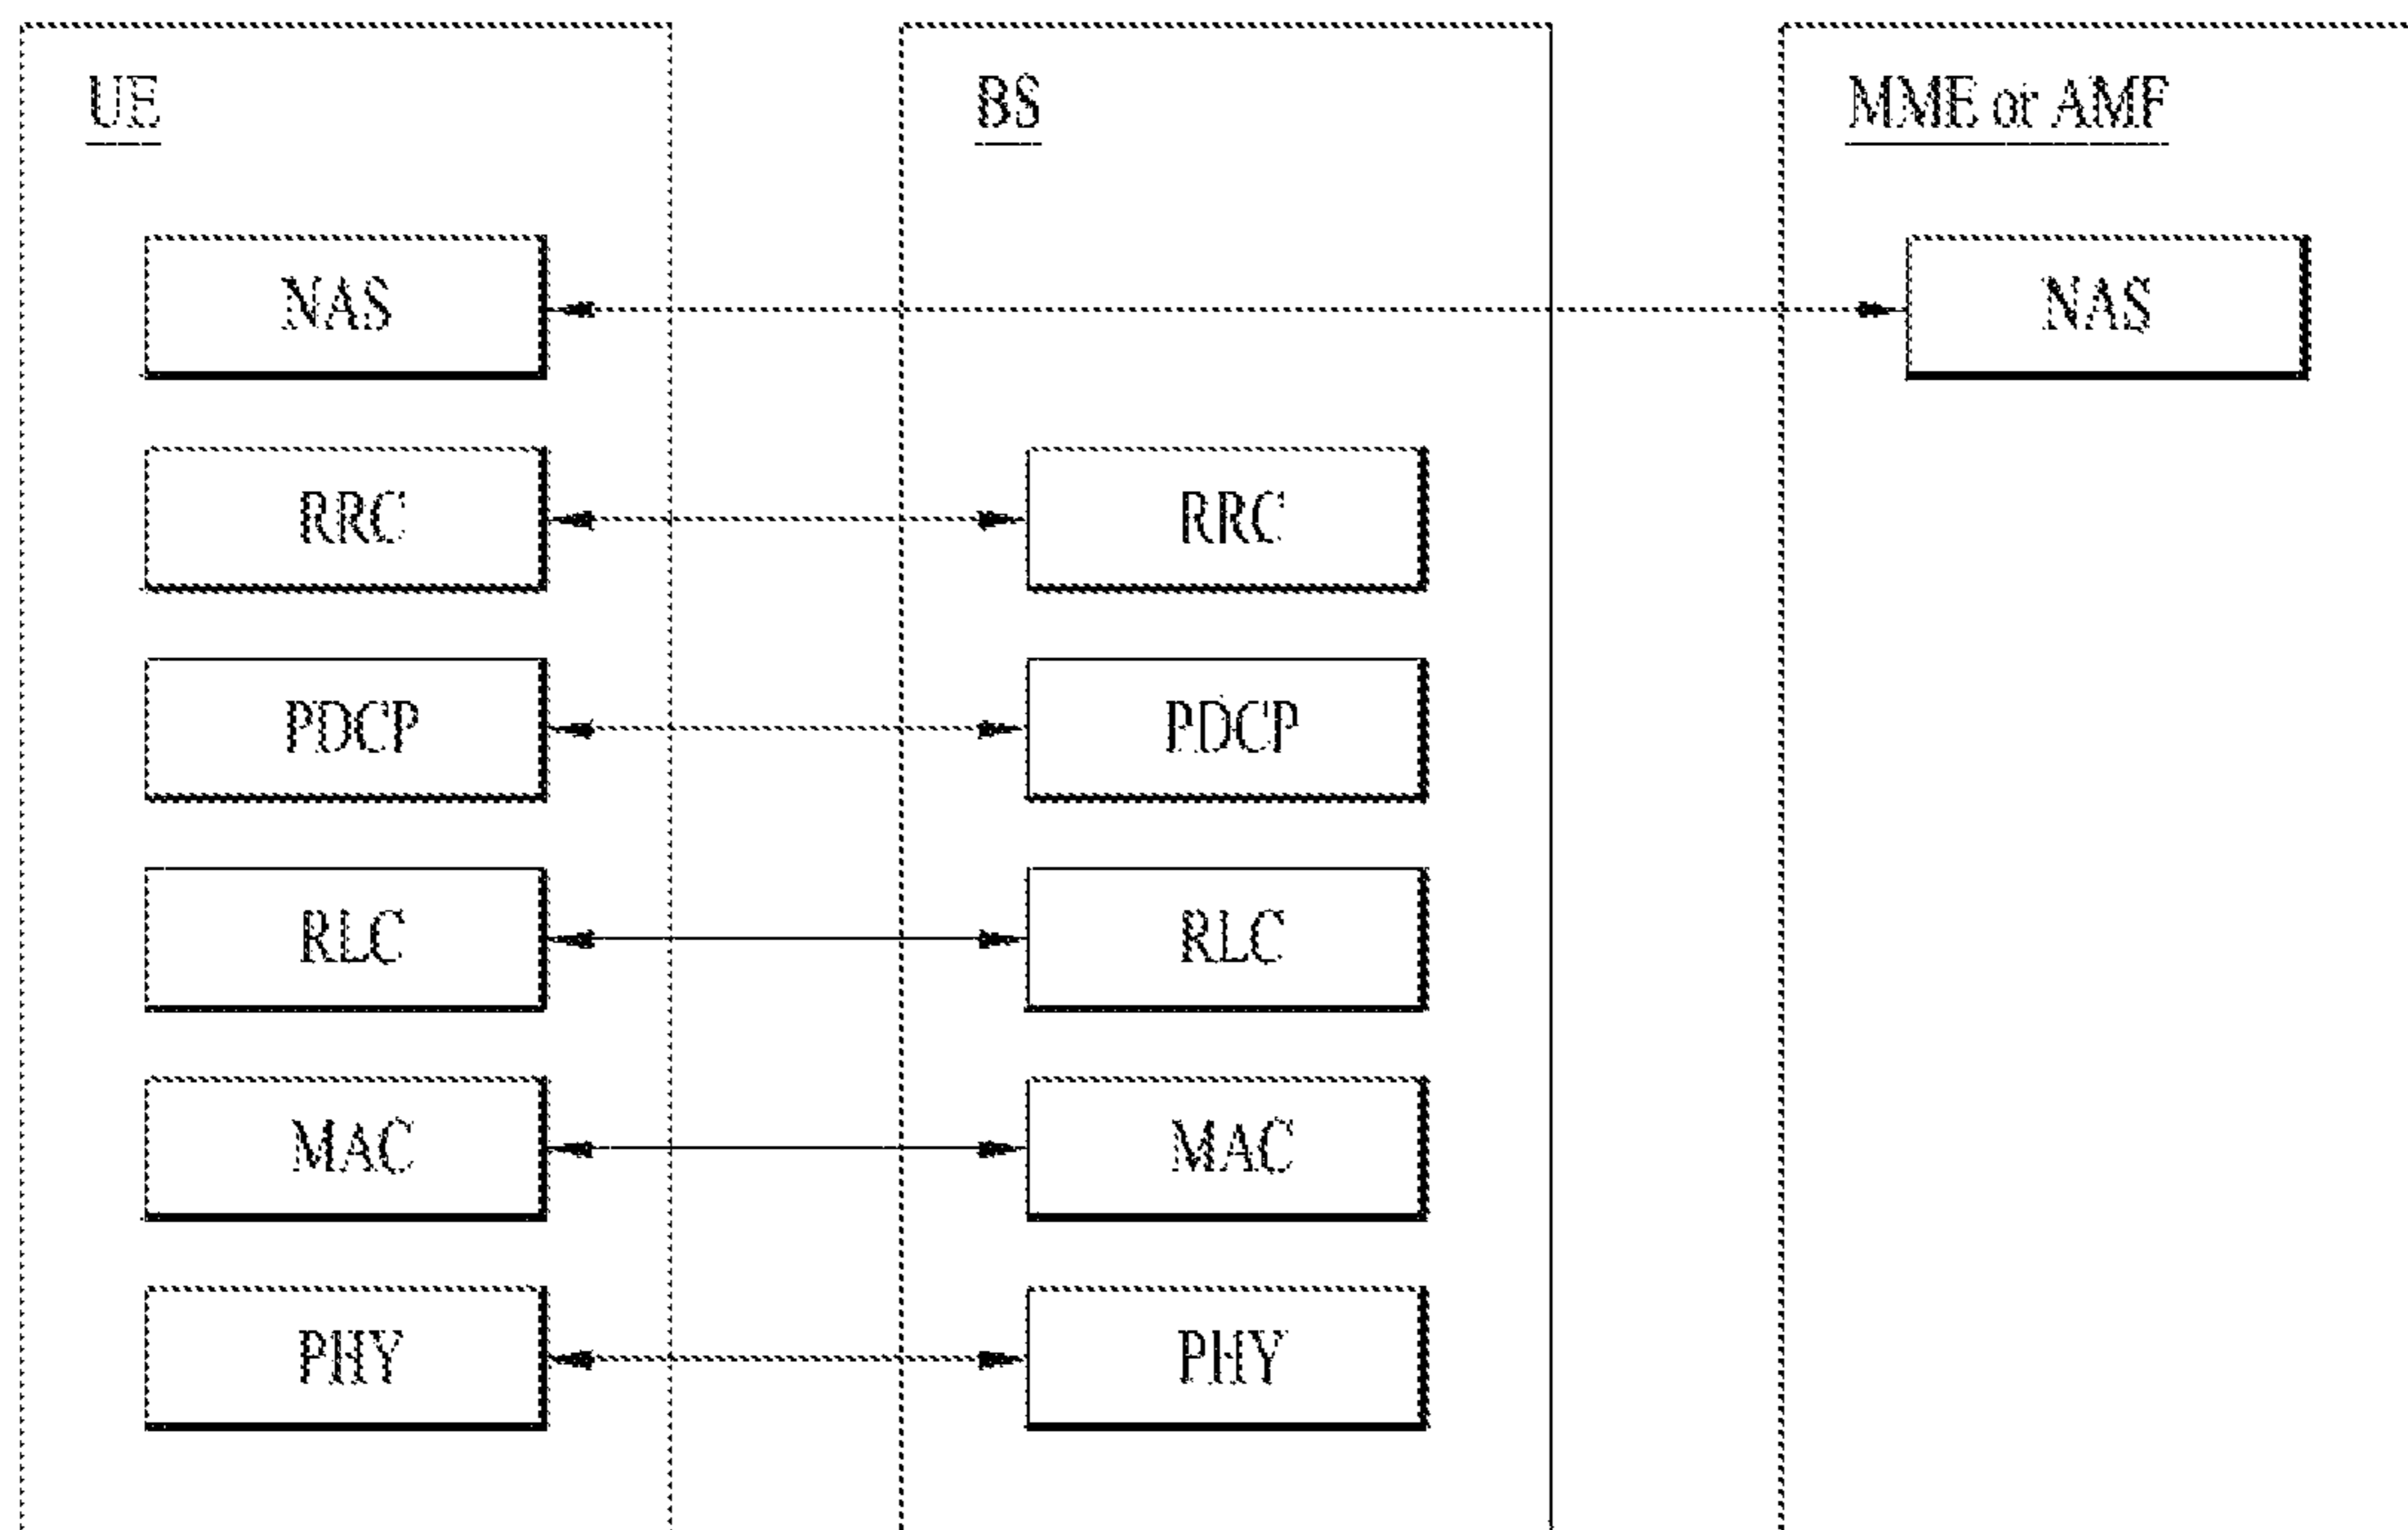 UE
BS
MME or AMF
NAS
NAS
RRC
RRC
PDCP
PDCP
RLC
RLC
MAC
MAC
PHY
PHY